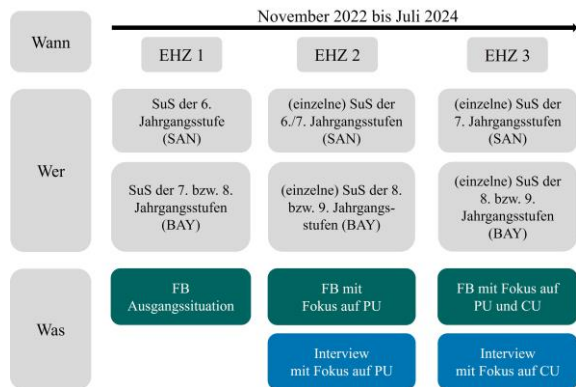 November 2022 bis Juli 2024
Wann
EHZ 1
EHZ 2
EHZ 3
Wer
SuS der 6.
Jahrgangsstufe
(SAN)
(einzelne) SuS der
6./7. Jahrgangsstufen
(SAN)
(einzelne) SuS der
7. Jahrgangsstufen
(SAN)
SuS der 7. bzw. 8.
Jahrgangsstufen
(BAY)
(einzelne) SuS der 8.
bzw. 9. Jahrgangs-
stufen (BAY)
(einzelne) SuS der
8. bzw. 9.
Jahrgangsstufen
(BAY)
Was
FB
Ausgangssituation
FB mit
Fokus auf PU
FB mit Fokus auf
PU und CU
Interview
mit Fokus auf PU
Interview
mit Fokus auf CU